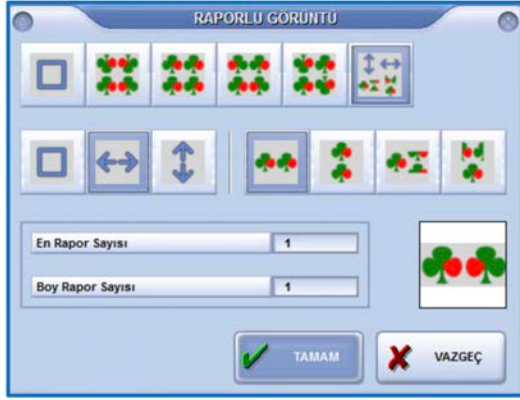 RAPORLU GÖRÜNTÜ
En Rapor Sayısı 1
Boy Rapor Sayısı 1
TAMAM VAZGEÇ